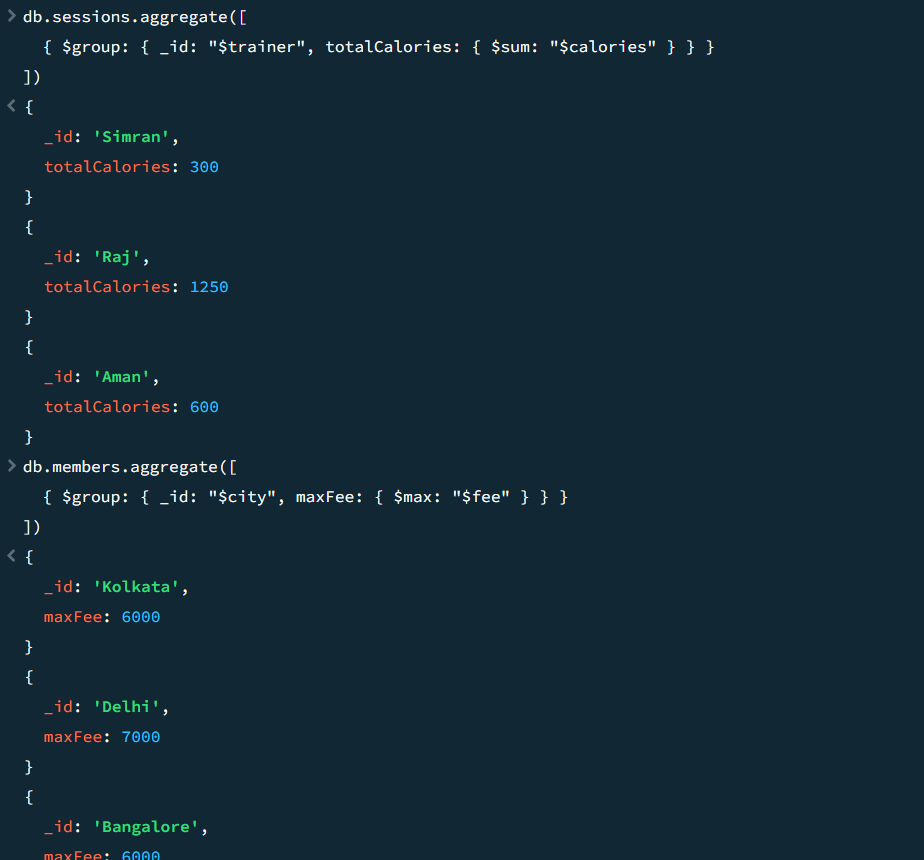 db.sessions.aggregate([
{ $group: { _id: "$trainer", totalCalories: { $sum: "$calories" } } }
])
{
_id: 'Simran',
totalCalories: 300
}
{
_id: 'Raj',
totalCalories: 1250
}
{
_id: 'Aman',
totalCalories: 600
}
db.members.aggregate([
{ $group: { _id: "$city", maxFee: { $max: "$fee" } } }
])
{
_id: 'Kolkata',
maxFee: 6000
}
{
_id: 'Delhi',
maxFee: 7000
}
{
_id: 'Bangalore',
maxFee: 6000